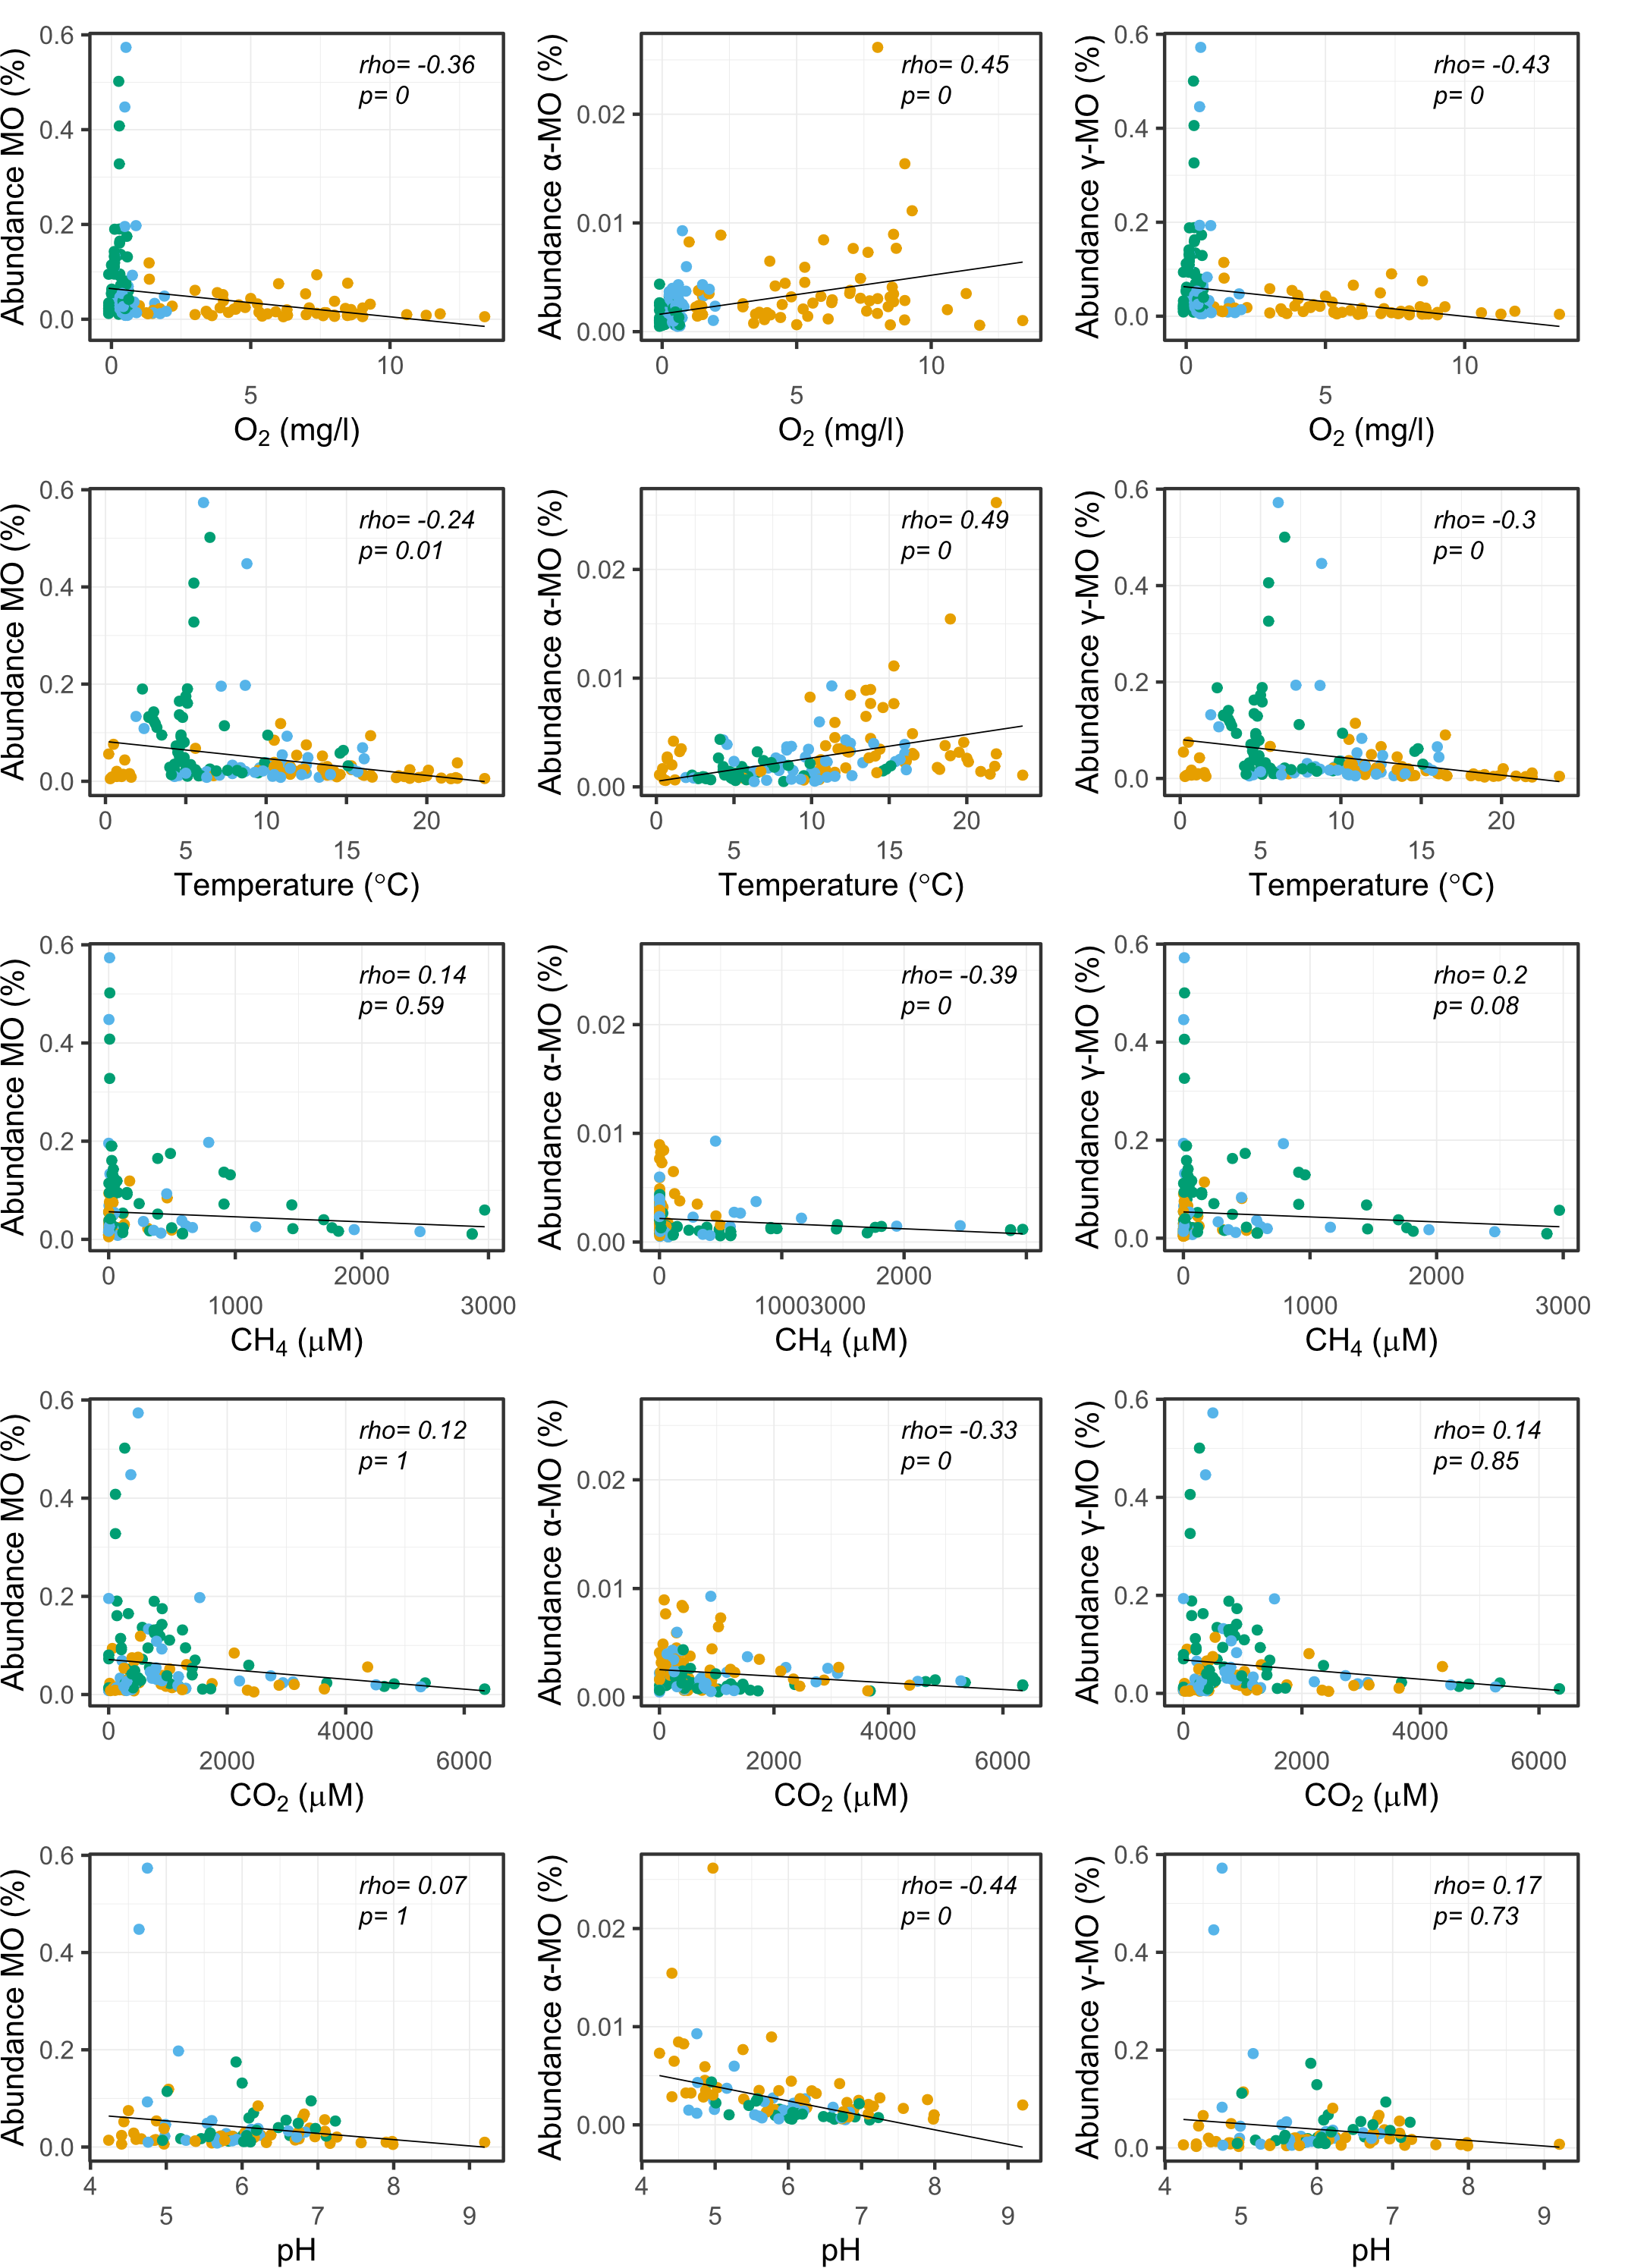 Abundance MO (%)
0.6
0.4
0.2
0.0
rho= -0.36
p= 0
0
5
10
O2 (mg/l)
Abundance α-MO (%)
0.02
0.01
0.00
rho= 0.45
p= 0
0
5
10
O2 (mg/l)
Abundance γ-MO (%)
0.6
0.4
0.2
0.0
rho= -0.43
p= 0
0
5
10
O2 (mg/l)
Abundance MO (%)
0.6
0.4
0.2
0.0
rho= -0.24
p= 0.01
0
5
10
15
20
Temperature (°C)
Abundance α-MO (%)
0.02
0.01
0.00
rho= 0.49
p= 0
0
5
10
15
20
Temperature (°C)
Abundance γ-MO (%)
0.6
0.4
0.2
0.0
rho= -0.3
p= 0
0
5
10
15
20
Temperature (°C)
Abundance MO (%)
0.6
0.4
0.2
0.0
rho= 0.14
p= 0.59
0
1000
2000
3000
CH4 (μM)
Abundance α-MO (%)
0.02
0.01
0.00
rho= -0.39
p= 0
0
2000
10003000
CH4 (μM)
Abundance γ-MO (%)
0.6
0.4
0.2
0.0
rho= 0.2
p= 0.08
0
1000
2000
3000
CH4 (μM)
Abundance MO (%)
0.6
0.4
0.2
0.0
rho= 0.12
p= 1
0
2000
4000
6000
CO2 (μM)
Abundance α-MO (%)
0.02
0.01
0.00
rho= -0.33
p= 0
0
2000
4000
6000
CO2 (μM)
Abundance γ-MO (%)
0.6
0.4
0.2
0.0
rho= 0.14
p= 0.85
0
2000
4000
6000
CO2 (μM)
Abundance MO (%)
0.6
0.4
0.2
0.0
rho= 0.07
p= 1
4
5
6
7
8
9
pH
Abundance α-MO (%)
0.02
0.01
0.00
rho= -0.44
p= 0
4
5
6
7
8
9
pH
Abundance γ-MO (%)
0.6
0.4
0.2
0.0
rho= 0.17
p= 0.73
4
5
6
7
8
9
pH